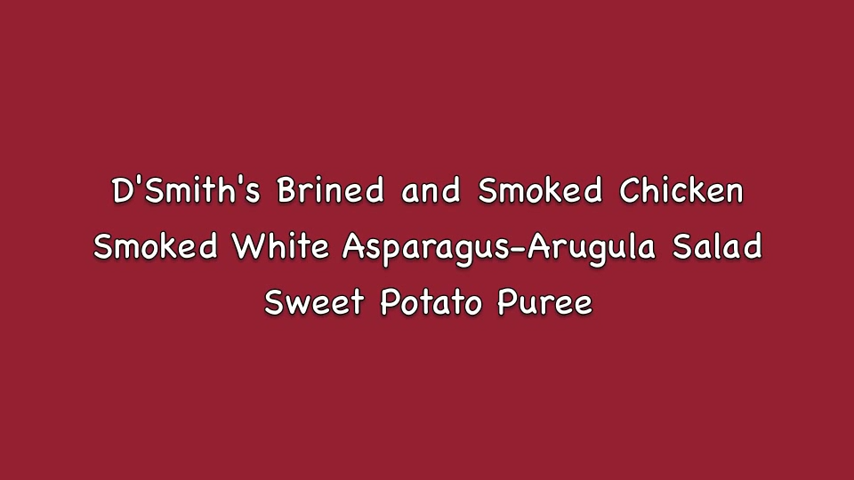 D'Smith's Brined and Smoked Chicken
Smoked White Asparagus-Arugula Salad
Sweet Potato Puree